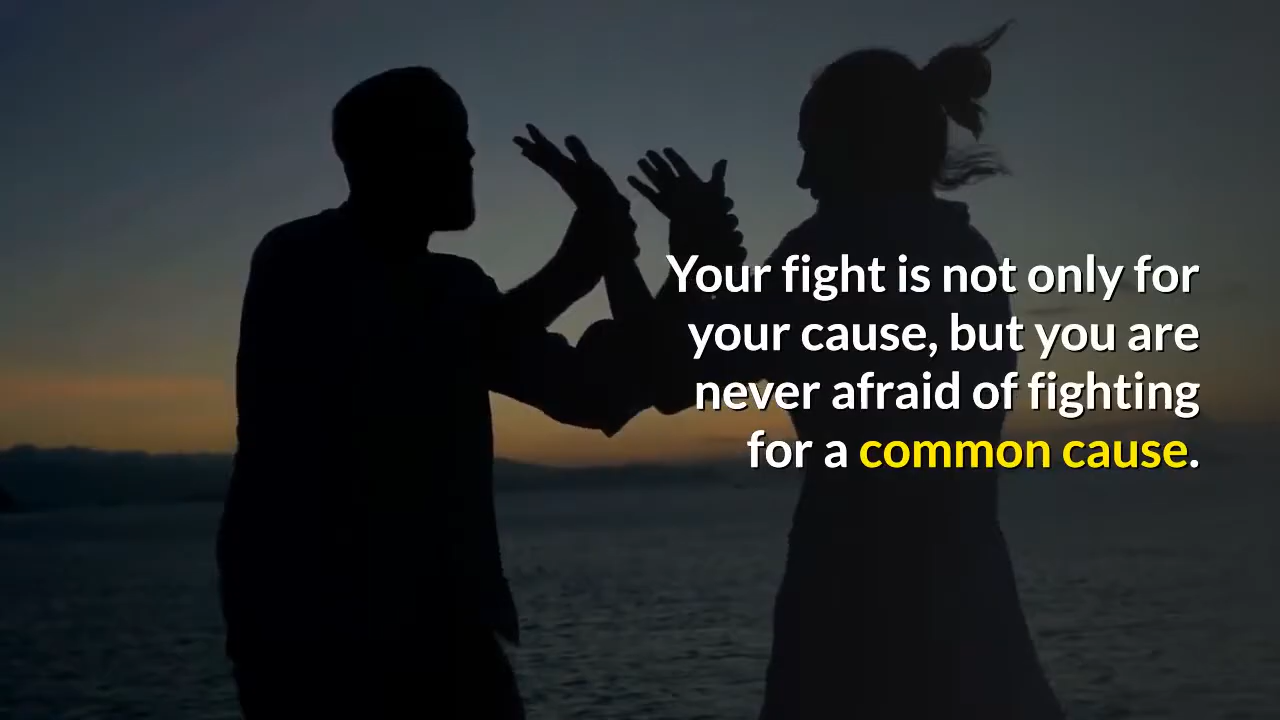 Your fight is not only for
your cause, but you are
never afraid of fighting
for a common cause.